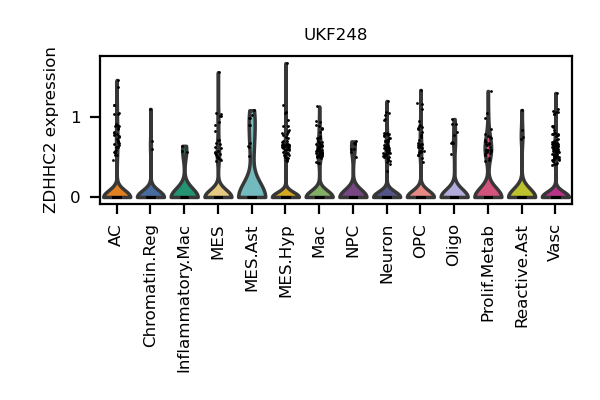 UKF248
ZDHHC2 expression
1
0
AC
Chromatin.Reg
Inflammatory.Mac
MES
MES.Ast
MES.Hyp
Mac
NPC
Neuron
OPC
Oligo
Prolif.Metab
Reactive.Ast
Vasc